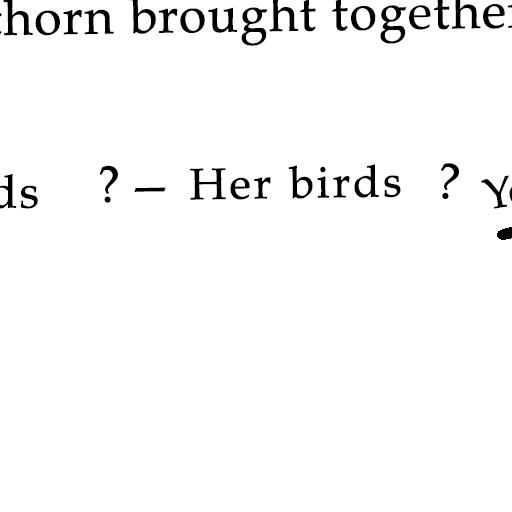 thorn brought together
ds ? — Her birds ?